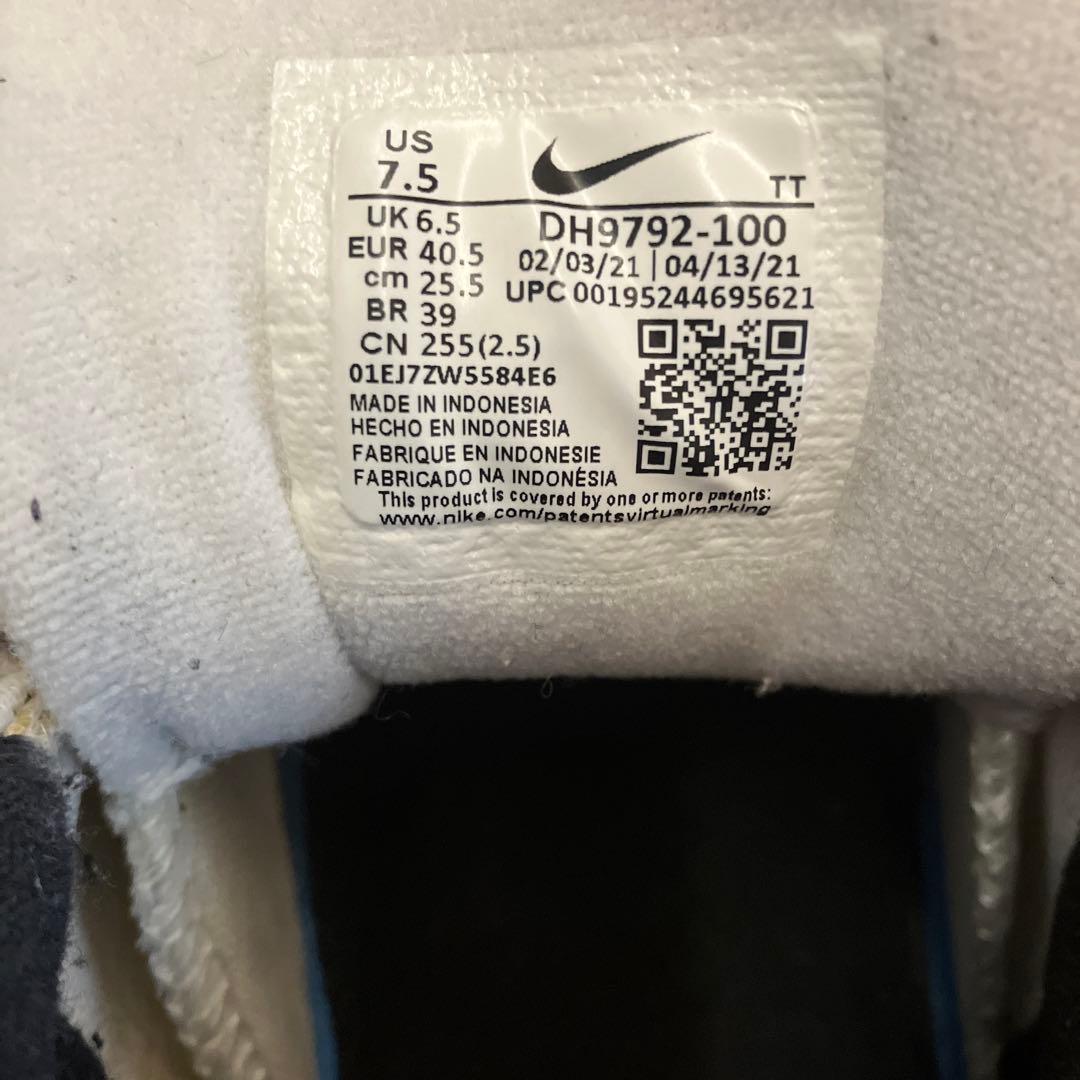 US
7.5
TT
UK 6.5
EUR 40.5
cm 25.5
BR 39
CN 255(2.5)
DH9792-100
02/03/21 | 04/13/21
UPC 00195244695621
01EJ7ZW5584E6
MADE IN INDONESIA
HECHO EN INDONESIA
FABRIQUE EN INDONESIE
FABRICADO NA INDONÉSIA
This product is covered by one or more patents:
www.nike.com/patentsvirtualmarking